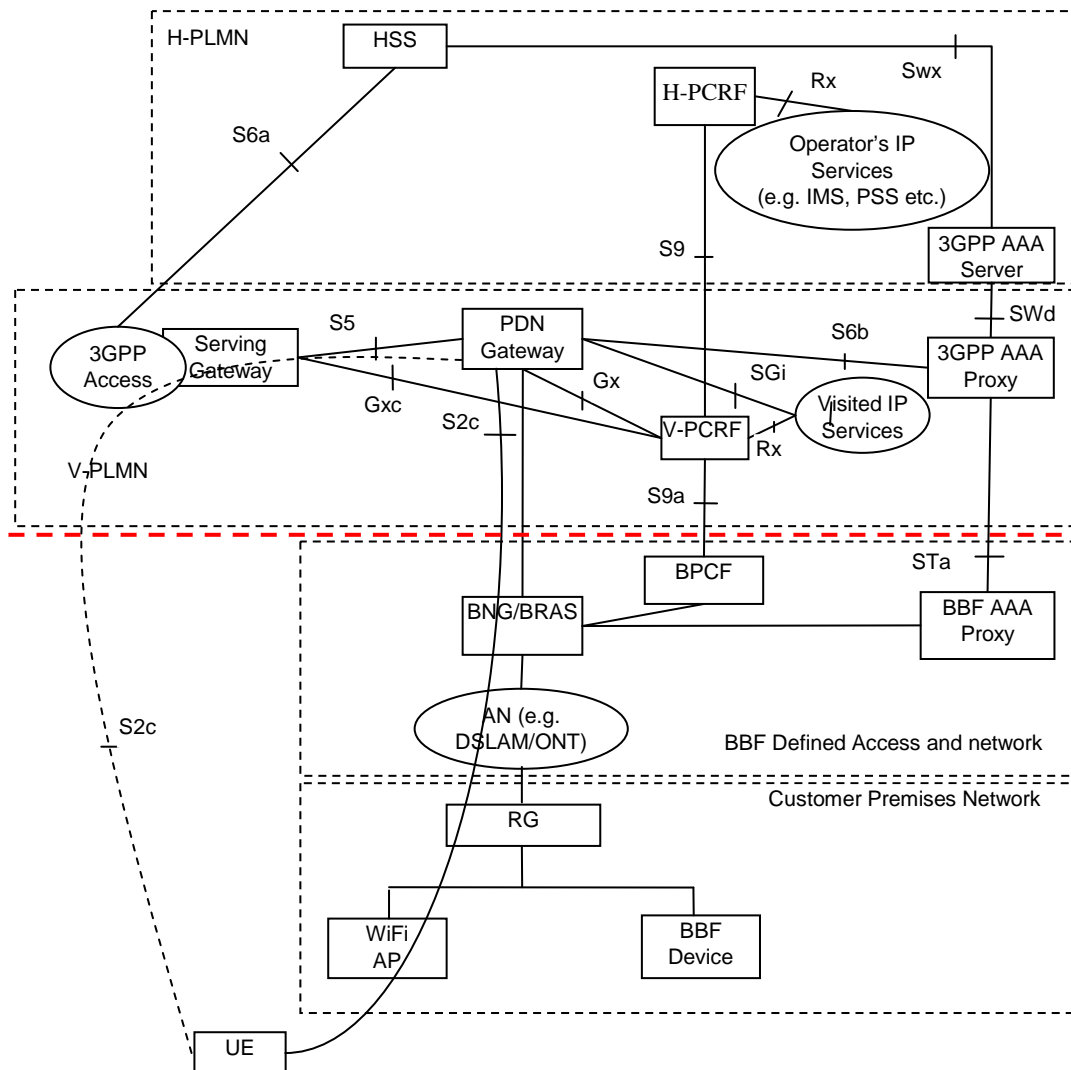 H-PLMN
HSS
Swx
H-PCRF
Rx
S6a
Operator's IP
Services
(e.g. IMS, PSS etc.)
S9
3GPP AAA
Server
SWd
S5
PDN
Gateway
S6b
3GPP AAA
Proxy
3GPP
Access
Serving
Gateway
Gxc
S2c
Gx
SGi
V-PCRF
Rx
Visited IP
Services
V-PLMN
S9a
BPCF
STa
BNG/BRAS
BBF AAA
Proxy
AN (e.g.
DSLAM/ONT)
S2c
BBF Defined Access and network
Customer Premises Network
RG
WiFi
AP
BBF
Device
UE